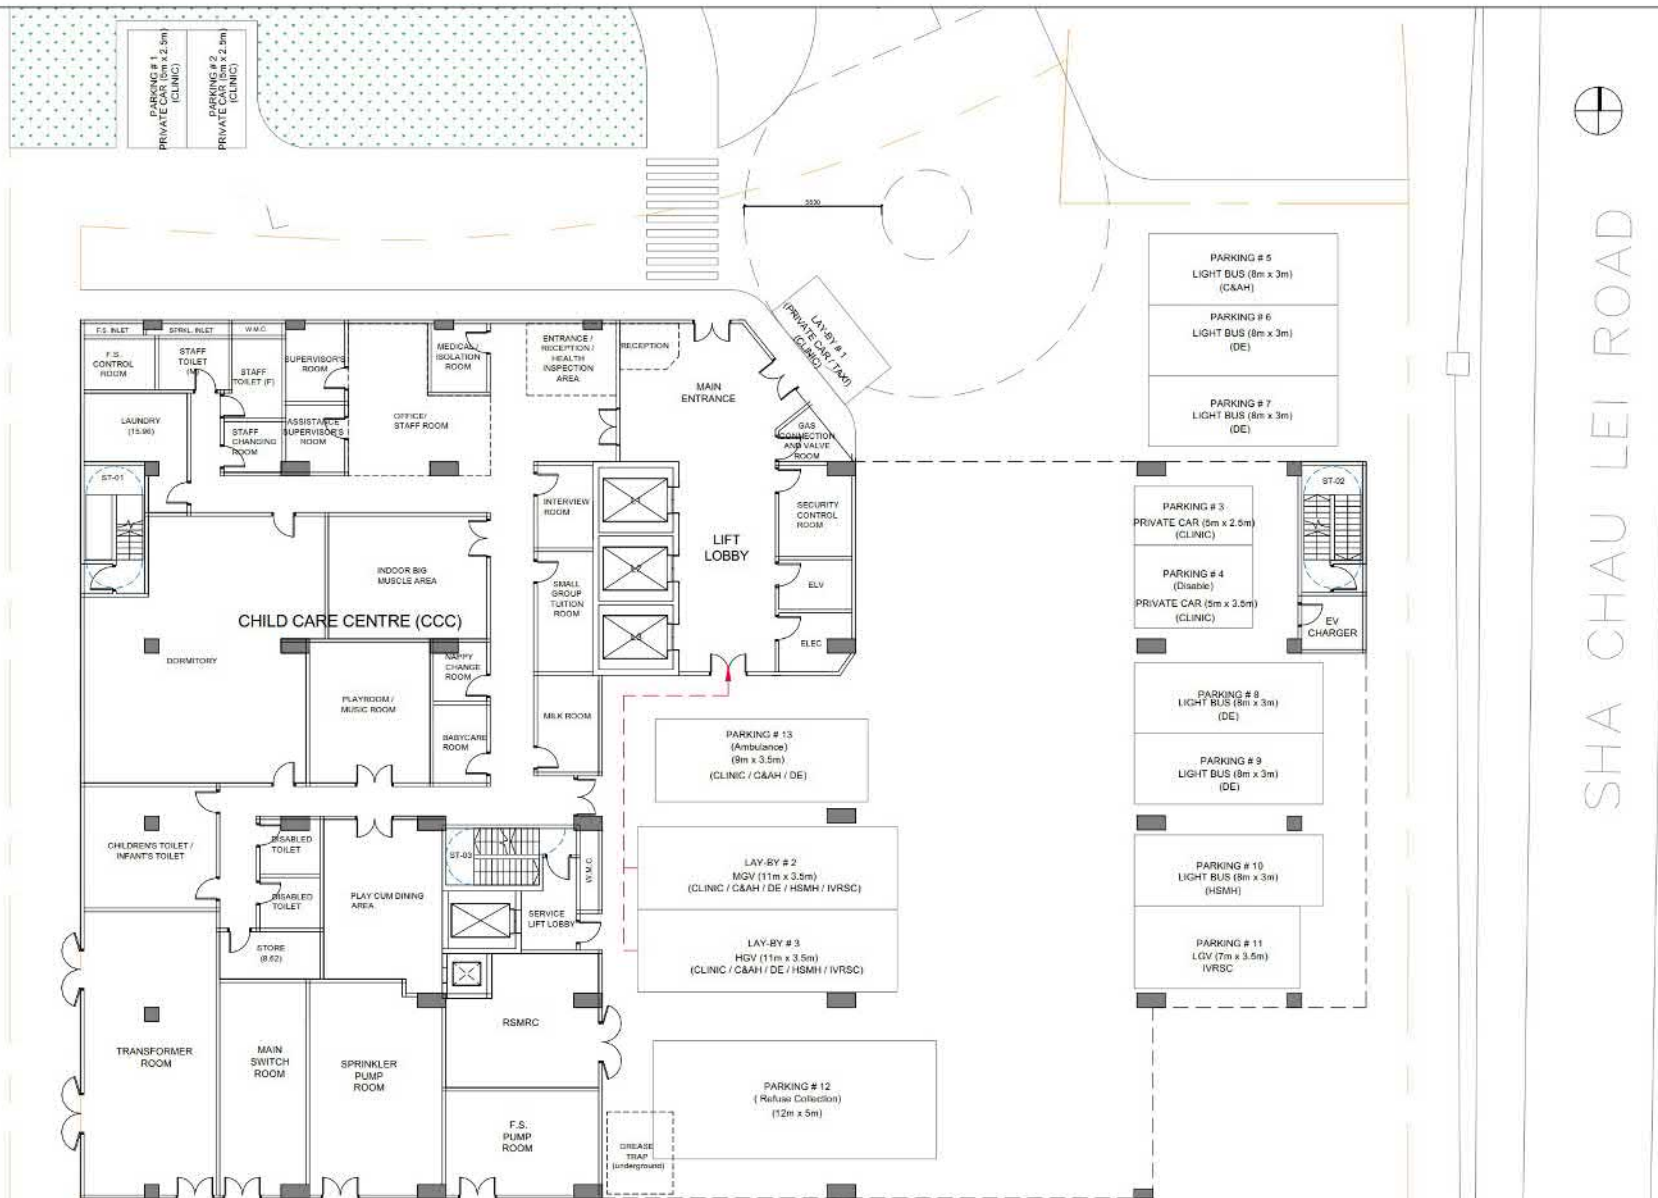 PARKING # 1
PRIVATE CAR (5m x 2.5m)
(CLINIC)
PARKING # 2
PRIVATE CAR (5m x 2.5m)
(CLINIC)
5530
PARKING # 5
LIGHT BUS (8m x 3m)
(C&AH)
PARKING # 6
LIGHT BUS (8m x 3m)
(DE)
PARKING # 7
LIGHT BUS (8m x 3m)
(DE)
SHA CHAU LEI ROAD
LAY-BY # 1
(PRIVATE CAR / TAXI)
(CLINIC)
F.S. INLET
SPRKL. INLET
W.M.C.
F.S.
CONTROL
ROOM
STAFF
TOILET
(M)
STAFF
TOILET (F)
SUPERVISOR'S
ROOM
MEDICAL /
ISOLATION
ROOM
ENTRANCE /
RECEPTION /
HEALTH
INSPECTION
AREA
RECEPTION
MAIN
ENTRANCE
LAUNDRY
(15.96)
STAFF
CHANGING
ROOM
ASSISTANCE
SUPERVISOR'S
ROOM
OFFICE/
STAFF ROOM
GAS
CONNECTION
AND VALVE
ROOM
ST-01
INTERVIEW
ROOM
L1
SECURITY
CONTROL
ROOM
PARKING # 3
PRIVATE CAR (5m x 2.5m)
(CLINIC)
ST-02
LIFT
LOBBY
INDOOR BIG
MUSCLE AREA
SMALL
GROUP
TUITION
ROOM
L2
ELV
PARKING # 4
(Disable)
PRIVATE CAR (5m x 3.5m)
(CLINIC)
EV
CHARGER
CHILD CARE CENTRE (CCC)
L3
ELEC
DORMITORY
NAPPY
CHANGE
ROOM
PLAYROOM /
MUSIC ROOM
MILK ROOM
BABYCARE
ROOM
PARKING # 13
(Ambulance)
(9m x 3.5m)
(CLINIC / C&AH / DE)
PARKING # 8
LIGHT BUS (8m x 3m)
(DE)
PARKING # 9
LIGHT BUS (8m x 3m)
(DE)
CHILDREN'S TOILET /
INFANT'S TOILET
DISABLED
TOILET
ST-03
W.M.C.
LAY-BY # 2
MGV (11m x 3.5m)
(CLINIC / C&AH / DE / HSMH / IVRSC)
PARKING # 10
LIGHT BUS (8m x 3m)
(HSMH)
DISABLED
TOILET
PLAY CUM DINING
AREA
SERVICE
LIFT LOBBY
STORE
(8.62)
LAY-BY # 3
HGV (11m x 3.5m)
(CLINIC / C&AH / DE / HSMH / IVRSC)
PARKING # 11
LGV (7m x 3.5m)
IVRSC
RSMRC
TRANSFORMER
ROOM
MAIN
SWITCH
ROOM
SPRINKLER
PUMP
ROOM
PARKING # 12
( Refuse Collection)
(12m x 5m)
F.S.
PUMP
ROOM
GREASE
TRAP
(underground)